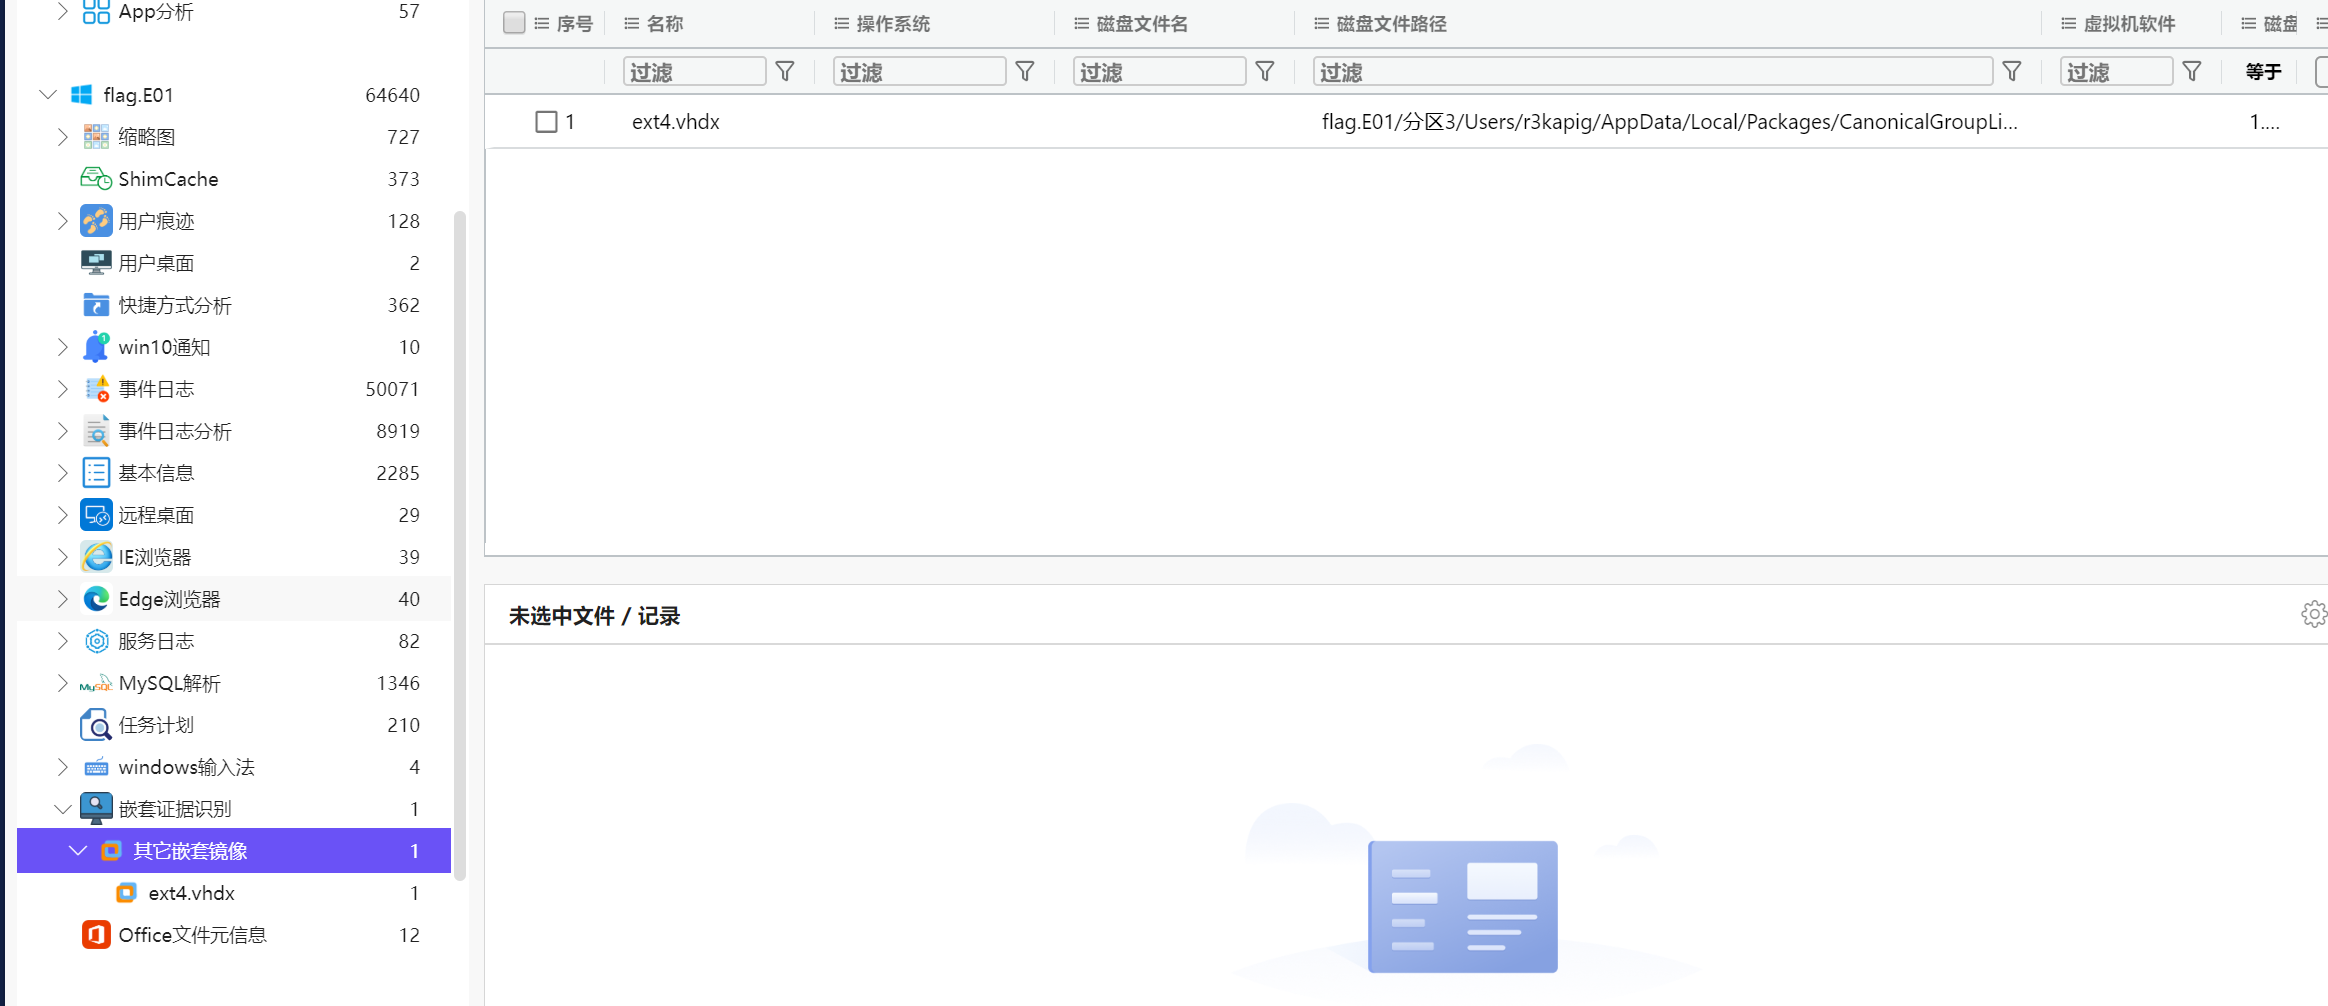 App分析 57
flag.E01 64640
缩略图 727
ShimCache 373
用户痕迹 128
用户桌面 2
快捷方式分析 362
win10通知 10
事件日志 50071
事件日志分析 8919
基本信息 2285
远程桌面 29
IE浏览器 39
Edge浏览器 40
服务日志 82
MySQL解析 1346
任务计划 210
windows输入法 4
嵌套证据识别 1
其它嵌套镜像 1
ext4.vhdx 1
Office文件元信息 12
序号 名称 操作系统 磁盘文件名 磁盘文件路径 虚拟机软件 磁盘
过滤 过滤 过滤 过滤 过滤 等于
1 ext4.vhdx flag.E01/分区3/Users/r3kapig/AppData/Local/Packages/CanonicalGroupLi... 1....
未选中文件 / 记录